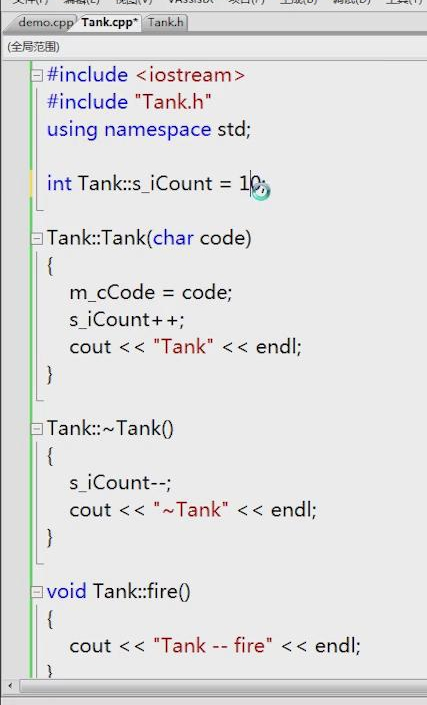 demo.cpp Tank.cpp* Tank.h
(全局范围)
#include <iostream>
#include "Tank.h"
using namespace std;
int Tank::s_iCount = 10;
Tank::Tank(char code)
{
m_cCode = code;
s_iCount++;
cout << "Tank" << endl;
}
Tank::~Tank()
{
s_iCount--;
cout << "~Tank" << endl;
}
void Tank::fire()
{
cout << "Tank -- fire" << endl;
}